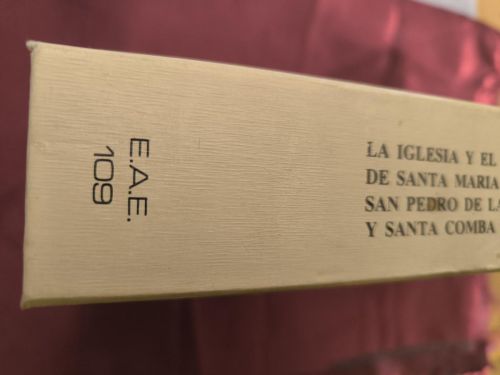 E.A.E.
109
LA IGLESIA Y EL
DE SANTA MARIA
SAN PEDRO DE LA
Y SANTA COMBA